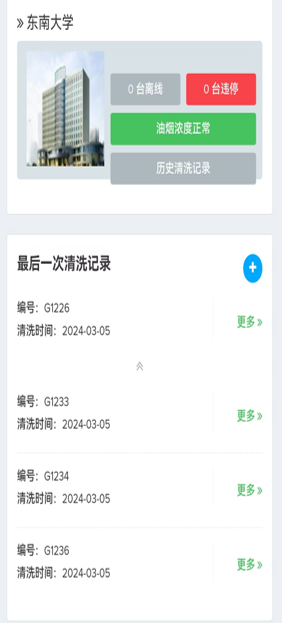 » 东南大学
0 台离线
0 台违停
油烟浓度正常
历史清洗记录
最后一次清洗记录
+
编号：G1226
清洗时间：2024-03-05
更多 »
编号：G1233
清洗时间：2024-03-05
更多 »
编号：G1234
清洗时间：2024-03-05
更多 »
编号：G1236
清洗时间：2024-03-05
更多 »